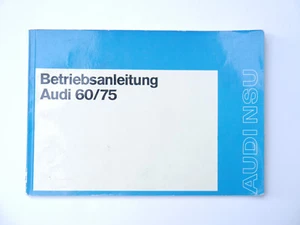 Betriebsanleitung
Audi 60/75
AUDI NSU